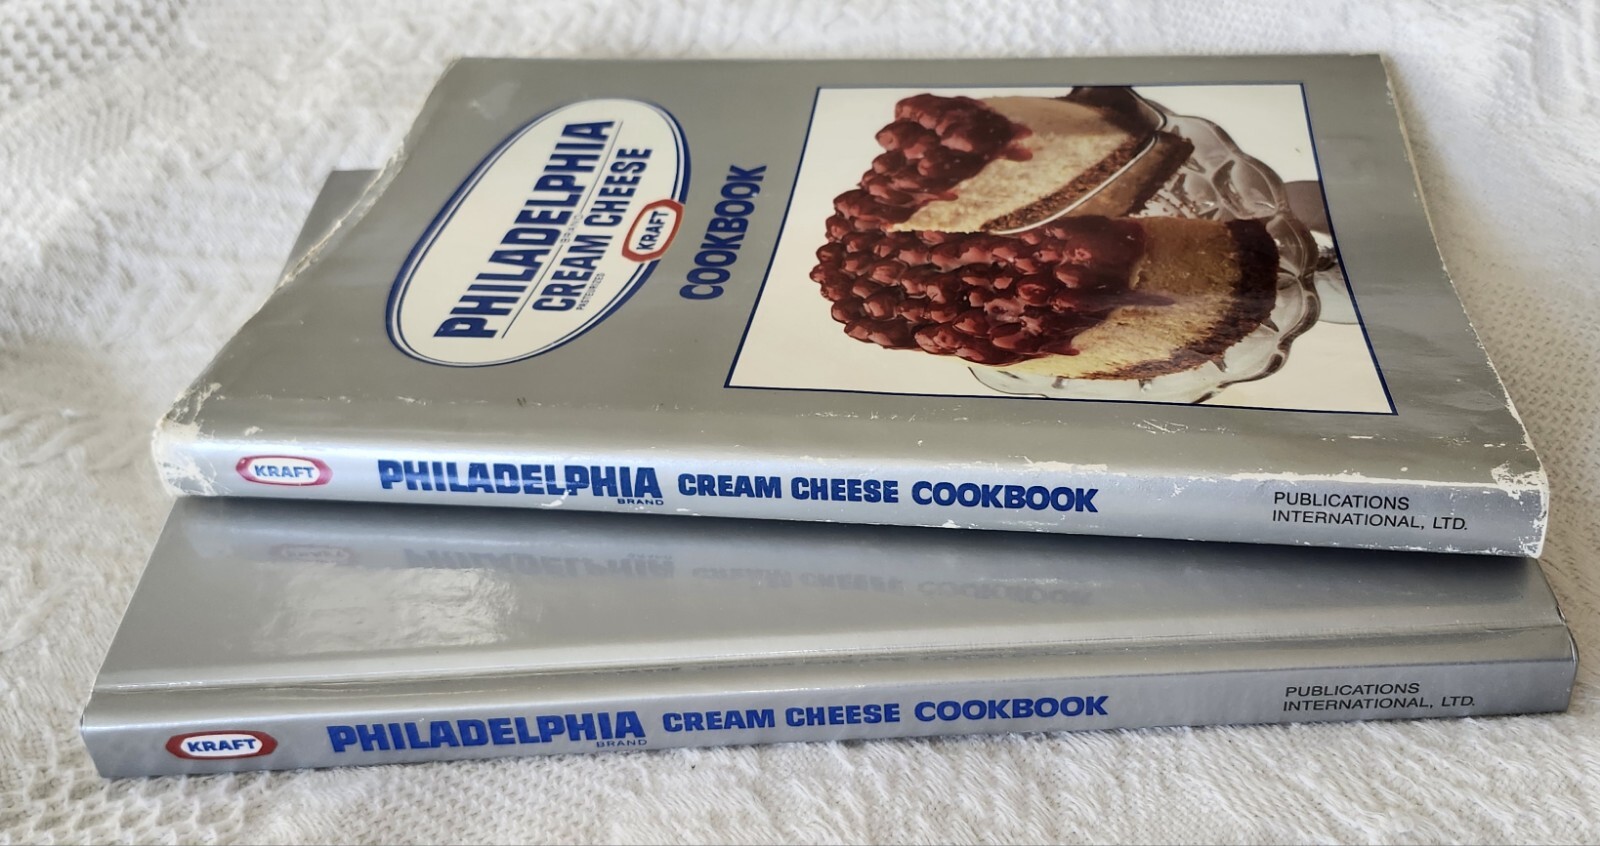 PHILADELPHIA
BRAND
CREAM CHEESE
PASTEURIZED
KRAFT
COOKBOOK
KRAFT PHILADELPHIA BRAND CREAM CHEESE COOKBOOK
PUBLICATIONS
INTERNATIONAL, LTD.
KRAFT PHILADELPHIA BRAND CREAM CHEESE COOKBOOK
PUBLICATIONS
INTERNATIONAL, LTD.